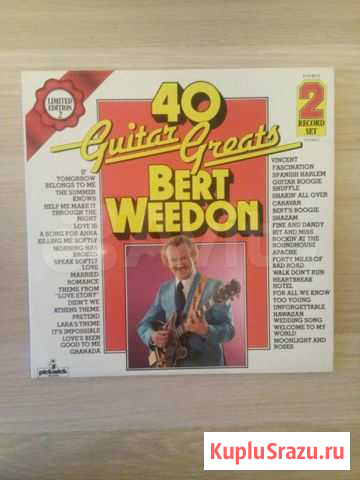 LIMITED
EDITION
2
40
Guitar Greats
BERT
WEEDON
2
RECORD
SET
IF
TOMORROW
BELONGS TO ME
THE SUMMER
KNOWS
HELP ME MAKE IT
THROUGH THE
NIGHT
LOVE IS
A SONG FOR ANNA
KILLING ME SOFTLY
MORNING HAS
BROKEN
SPEAK SOFTLY
LOVE
MARRIED
ROMANCE
THEME FROM
"LOVE STORY"
DIDN'T WE
ATHENS THEME
PRETEND
LARA'S THEME
IT'S IMPOSSIBLE
LOVE'S BEEN
GOOD TO ME
GRANADA
VINCENT
FASCINATION
SPANISH HARLEM
GUITAR BOOGIE
SHUFFLE
SHAKIN' ALL OVER
CARAVAN
BERT'S BOOGIE
SHAZAM
FINE AND DANDY
HIT AND MISS
ROCKIN' AT THE
ROUNDHOUSE
APACHE
FORTY MILES OF
BAD ROAD
WALK DON'T RUN
HEARTBREAK
HOTEL
FOR ALL WE KNOW
TOO YOUNG
UNFORGETTABLE
HAWAIIAN
WEDDING SONG
WELCOME TO MY
WORLD
MOONLIGHT AND
ROSES
pickwick
KupluSrazu.ru